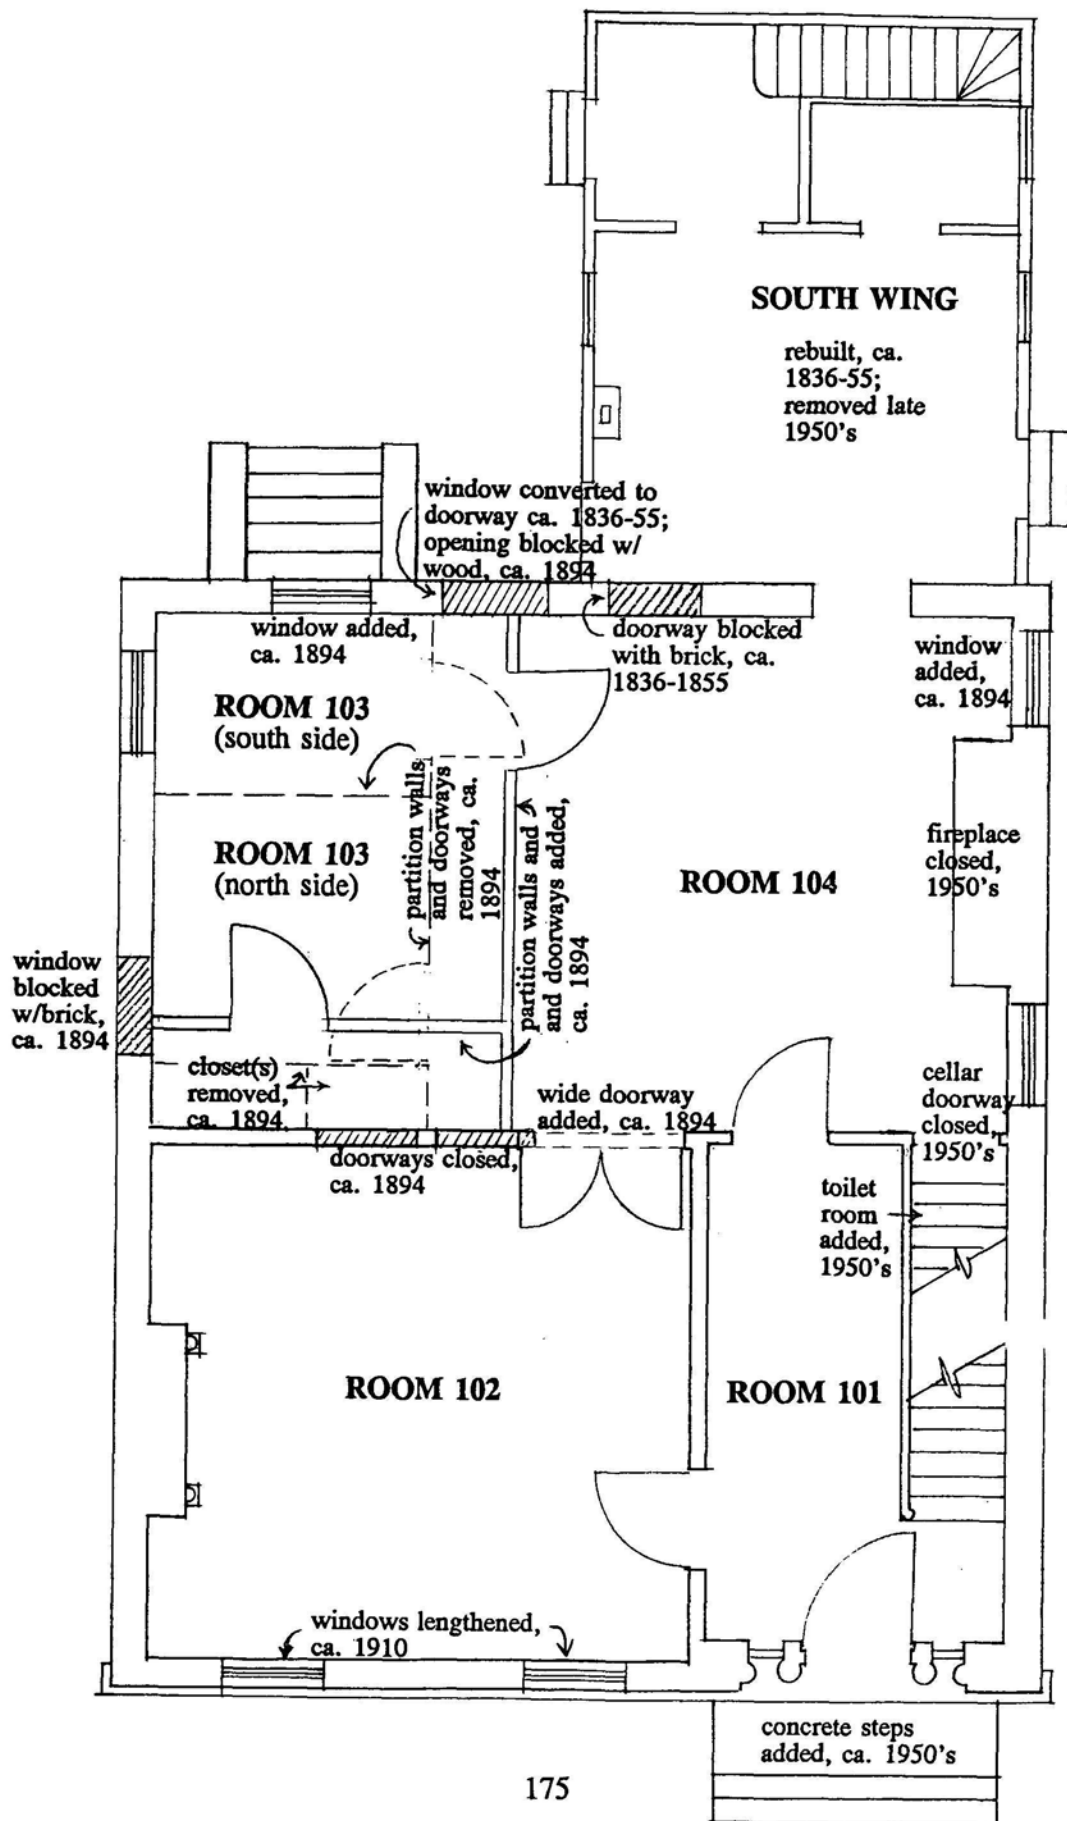 SOUTH WING
rebuilt, ca.
1836-55;
removed late
1950's
window converted to
doorway ca. 1836-55;
opening blocked w/
wood, ca. 1894
window added,
ca. 1894
doorway blocked
with brick, ca.
1836-1855
window
added,
ca. 1894
ROOM 103
(south side)
partition walls
and doorways
removed, ca.
1894
partition walls and
and doorways added,
ca. 1894
ROOM 103
(north side)
ROOM 104
fireplace
closed,
1950's
window
blocked
w/brick,
ca. 1894
closet(s)
removed,
ca. 1894
wide doorway
added, ca. 1894
cellar
doorway
closed,
1950's
doorways closed,
ca. 1894
toilet
room
added,
1950's
ROOM 102
ROOM 101
windows lengthened,
ca. 1910
concrete steps
added, ca. 1950's
175